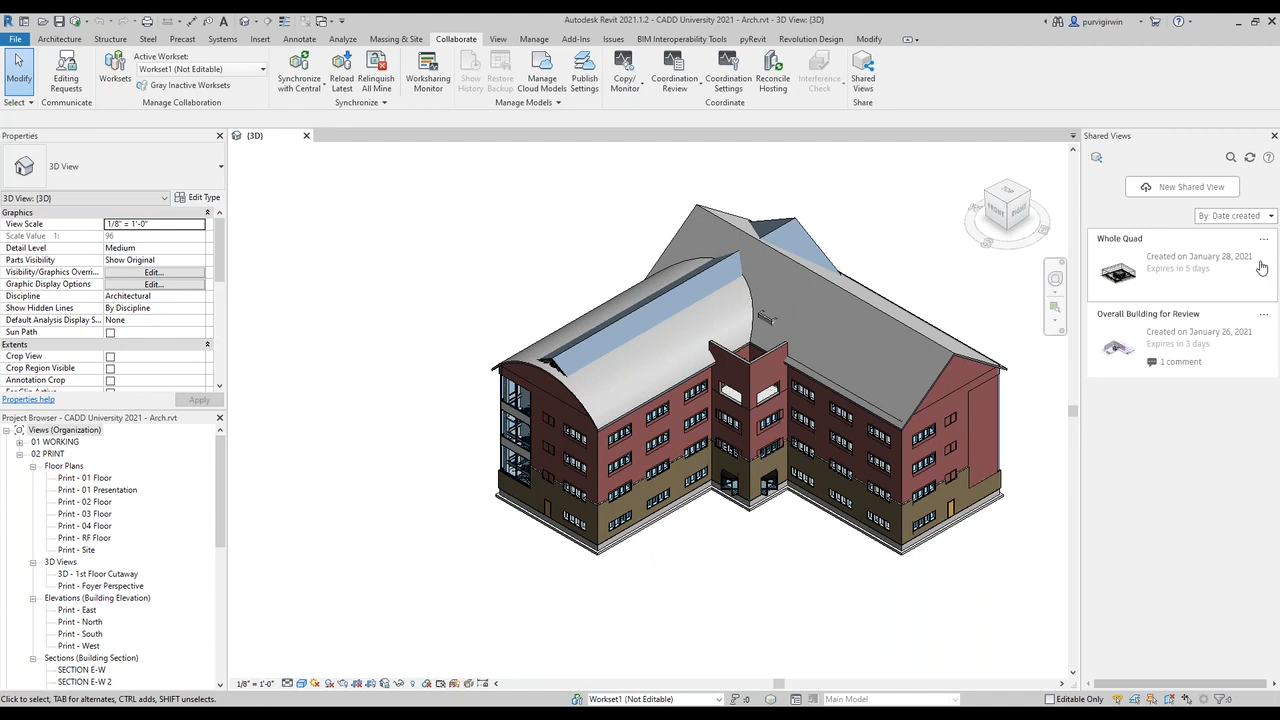 Autodesk Revit 2021.1.2 - CADD University 2021 - Arch.rvt - 3D View: {3D}
purvigirwin
File Architecture Structure Steel Precast Systems Insert Annotate Analyze Massing & Site Collaborate View Manage Add-Ins Issues BIM Interoperability Tools pyRevit Revolution Design Modify
Modify
Select
Editing Requests
Communicate
Worksets
Active Workset:
Workset1 (Not Editable)
Gray Inactive Worksets
Manage Collaboration
Synchronize with Central
Reload Latest
Relinquish All Mine
Synchronize
Worksharing Monitor
Show History
Restore Backup
Manage Cloud Models
Publish Settings
Manage Models
Copy/ Monitor
Coordination Review
Coordination Settings
Reconcile Hosting
Interference Check
Coordinate
Shared Views
Share
Properties
3D View
3D View: {3D}
Edit Type
Graphics
View Scale 1/8" = 1'-0"
Scale Value 1: 96
Detail Level Medium
Parts Visibility Show Original
Visibility/Graphics Overri... Edit...
Graphic Display Options Edit...
Discipline Architectural
Show Hidden Lines By Discipline
Default Analysis Display S... None
Sun Path
Extents
Crop View
Crop Region Visible
Annotation Crop
Properties help
Apply
Project Browser - CADD University 2021 - Arch.rvt
Views (Organization)
01 WORKING
02 PRINT
Floor Plans
Print - 01 Floor
Print - 01 Presentation
Print - 02 Floor
Print - 03 Floor
Print - 04 Floor
Print - RF Floor
Print - Site
3D Views
3D - 1st Floor Cutaway
Print - Foyer Perspective
Elevations (Building Elevation)
Print - East
Print - North
Print - South
Print - West
Sections (Building Section)
SECTION E-W
SECTION E-W 2
{3D}
TOP
FRONT
RIGHT
Shared Views
New Shared View
By: Date created
Whole Quad
Created on January 28, 2021
Expires in 5 days
Overall Building for Review
Created on January 26, 2021
Expires in 3 days
1 comment
1/8" = 1'-0"
Click to select, TAB for alternates, CTRL adds, SHIFT unselects.
Workset1 (Not Editable)
:0
Main Model
Editable Only
:0